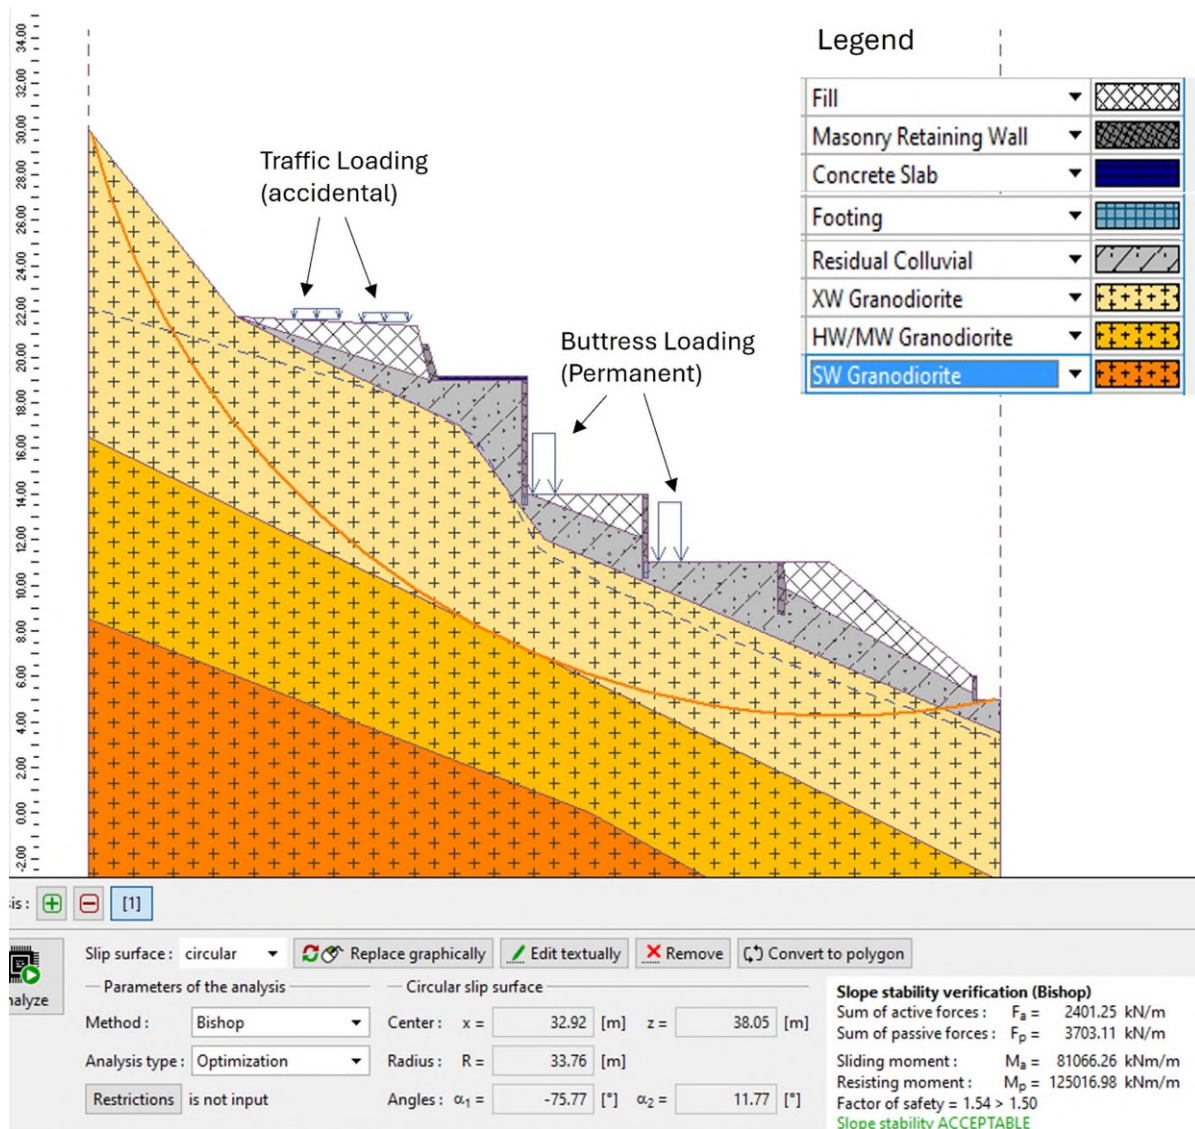 Legend
34.00
32.00
30.00
28.00
26.00
24.00
22.00
20.00
18.00
16.00
14.00
12.00
10.00
8.00
6.00
4.00
2.00
0.00
-2.00
Fill
Masonry Retaining Wall
Concrete Slab
Footing
Residual Colluvial
XW Granodiorite
HW/MW Granodiorite
SW Granodiorite
Traffic Loading
(accidental)
Buttress Loading
(Permanent)
is : [1]
nalyze
Slip surface : circular Replace graphically Edit textually Remove Convert to polygon
Parameters of the analysis
Method : Bishop
Analysis type : Optimization
Restrictions is not input
Circular slip surface
Center : x = 32.92 [m] z = 38.05 [m]
Radius : R = 33.76 [m]
Angles : α1 = -75.77 [°] α2 = 11.77 [°]
Slope stability verification (Bishop)
Sum of active forces : Fa = 2401.25 kN/m
Sum of passive forces : Fp = 3703.11 kN/m
Sliding moment : Ma = 81066.26 kNm/m
Resisting moment : Mp = 125016.98 kNm/m
Factor of safety = 1.54 > 1.50
Slope stability ACCEPTABLE